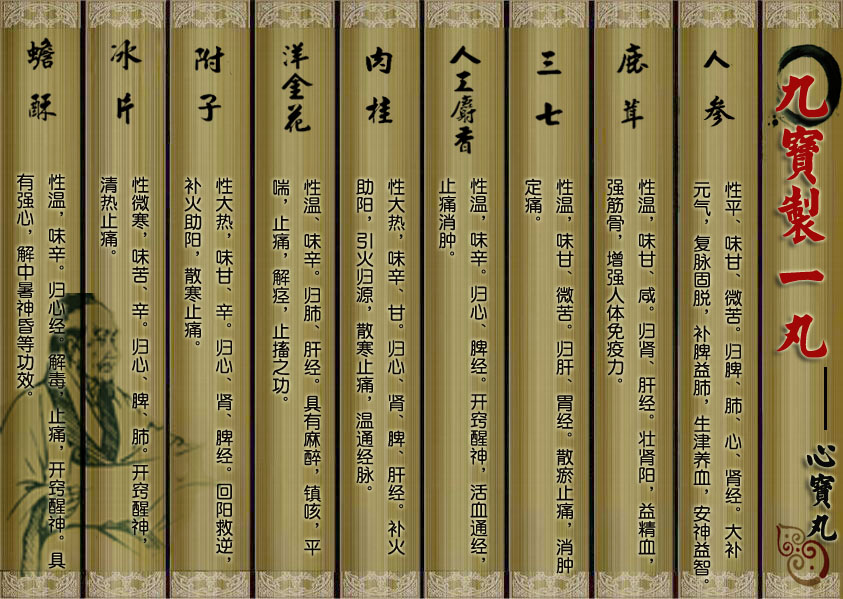 九寶製一丸
——心寶丸
人参
性平、味甘、微苦。归脾、肺、心、肾经。大补
元气，复脉固脱，补脾益肺，生津养血，安神益智。
鹿茸
性温，味甘、咸。归肾、肝经。壮肾阳，益精血，
强筋骨，增强人体免疫力。
三七
性温，味甘、微苦。归肝、胃经。散瘀止痛，消肿
定痛。
人工麝香
性温，味辛。归心、脾经。开窍醒神，活血通经，
止痛消肿。
肉桂
性大热，味辛、甘。归心、肾、脾、肝经。补火
助阳，引火归源，散寒止痛，温通经脉。
洋金花
性温、味辛。归肺、肝经。具有麻醉，镇咳，平
喘，止痛，解痉，止搐之功。
附子
性大热，味甘、辛。归心、肾、脾经。回阳救逆，
补火助阳，散寒止痛。
冰片
性微寒，味苦、辛。归心、脾、肺。开窍醒神，
清热止痛。
蟾酥
性温，味辛。归心经。解毒，止痛，开窍醒神。具
有强心，解中暑神昏等功效。